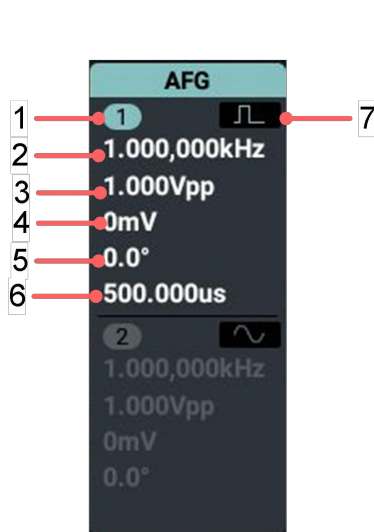 AFG
1 1 7
2 1.000,000kHz
3 1.000Vpp
4 0mV
5 0.0°
6 500.000us
2
1.000,000kHz
1.000Vpp
0mV
0.0°